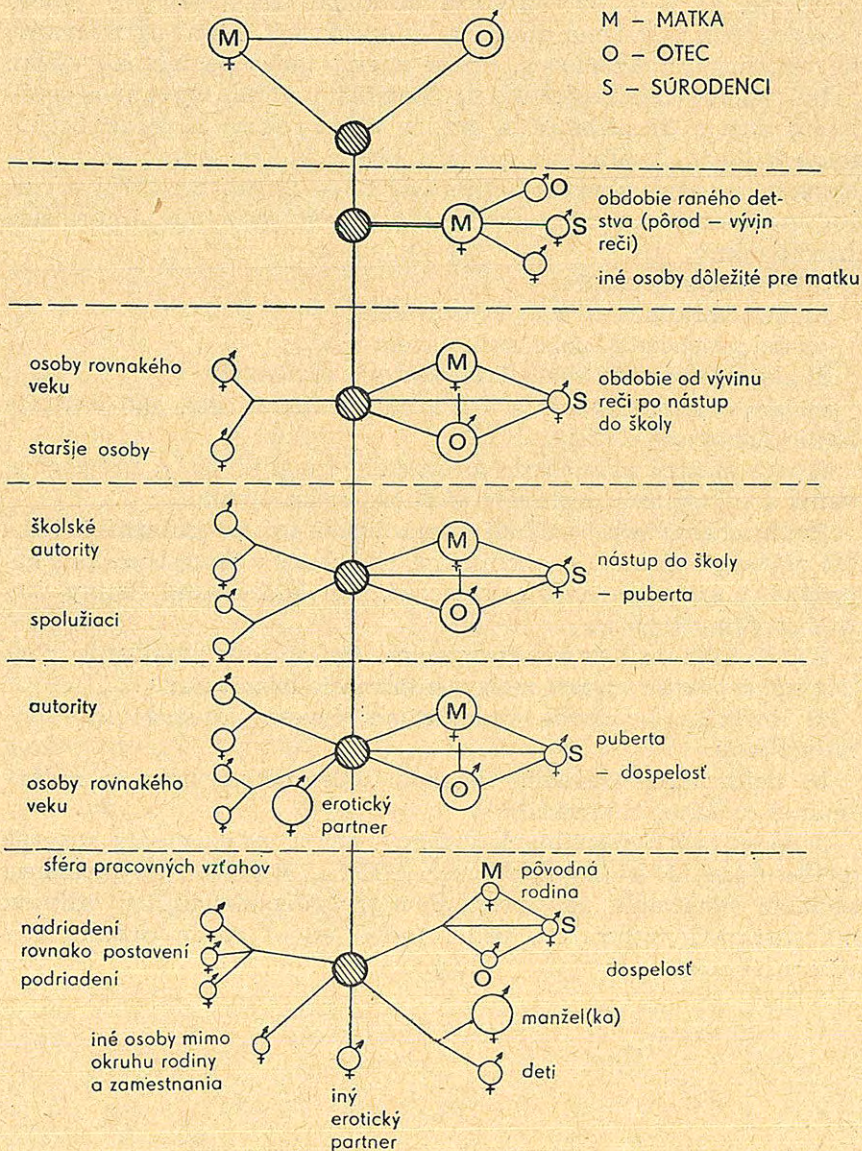 M – MATKA
O – OTEC
S – SÚRODENCI
M
O
M
O
S
obdobie raného det-
stva (pôrod – vývin
reči)
iné osoby dôležité pre matku
osoby rovnakého
veku
staršje osoby
M
O
S
obdobie od vývinu
reči po nástup
do školy
školské
autority
spolužiaci
M
O
S
nástup do školy
– puberta
autority
osoby rovnakého
veku
erotický
partner
M
O
S
puberta
– dospelosť
sféra pracovných vzťahov
nadriadení
rovnako postavení
podriadení
iné osoby mimo
okruhu rodiny
a zamestnania
iný
erotický
partner
M
pôvodná
rodina
S
O
dospelosť
manžel(ka)
deti